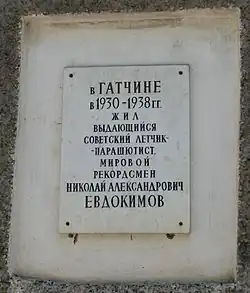 в ГАТЧИНЕ
в 1930-1938 гг.
ЖИЛ
ВЫДАЮЩИЙСЯ
СОВЕТСКИЙ ЛЕТЧИК-
-ПАРАШЮТИСТ,
МИРОВОЙ
РЕКОРДСМЕН
НИКОЛАЙ АЛЕКСАНДРОВИЧ
ЕВДОКИМОВ